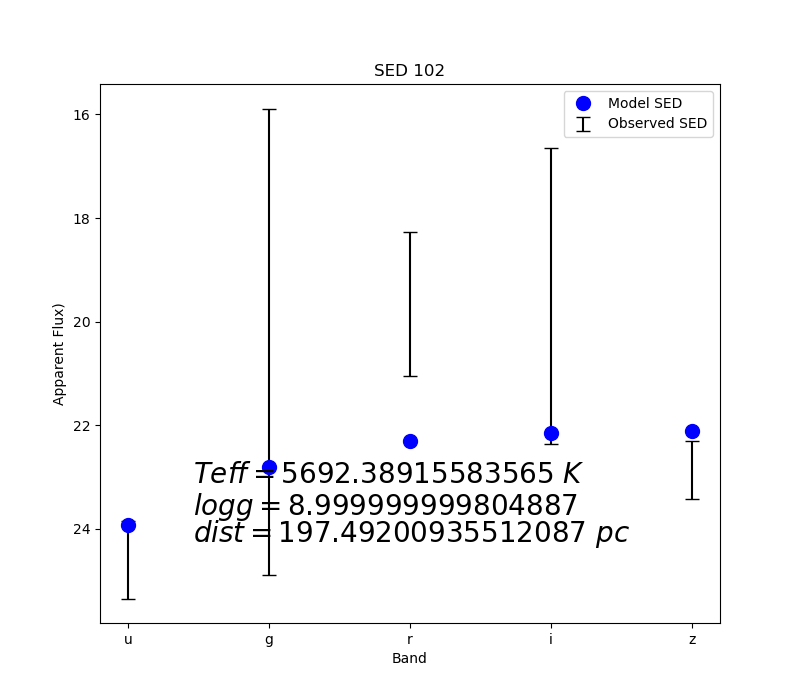 SED 102
Model SED
Observed SED
16
18
20
22
24
Apparent Flux)
Teff = 5692.38915583565 K
logg = 8.999999999804887
dist = 197.49200935512087 pc
u g r i z
Band